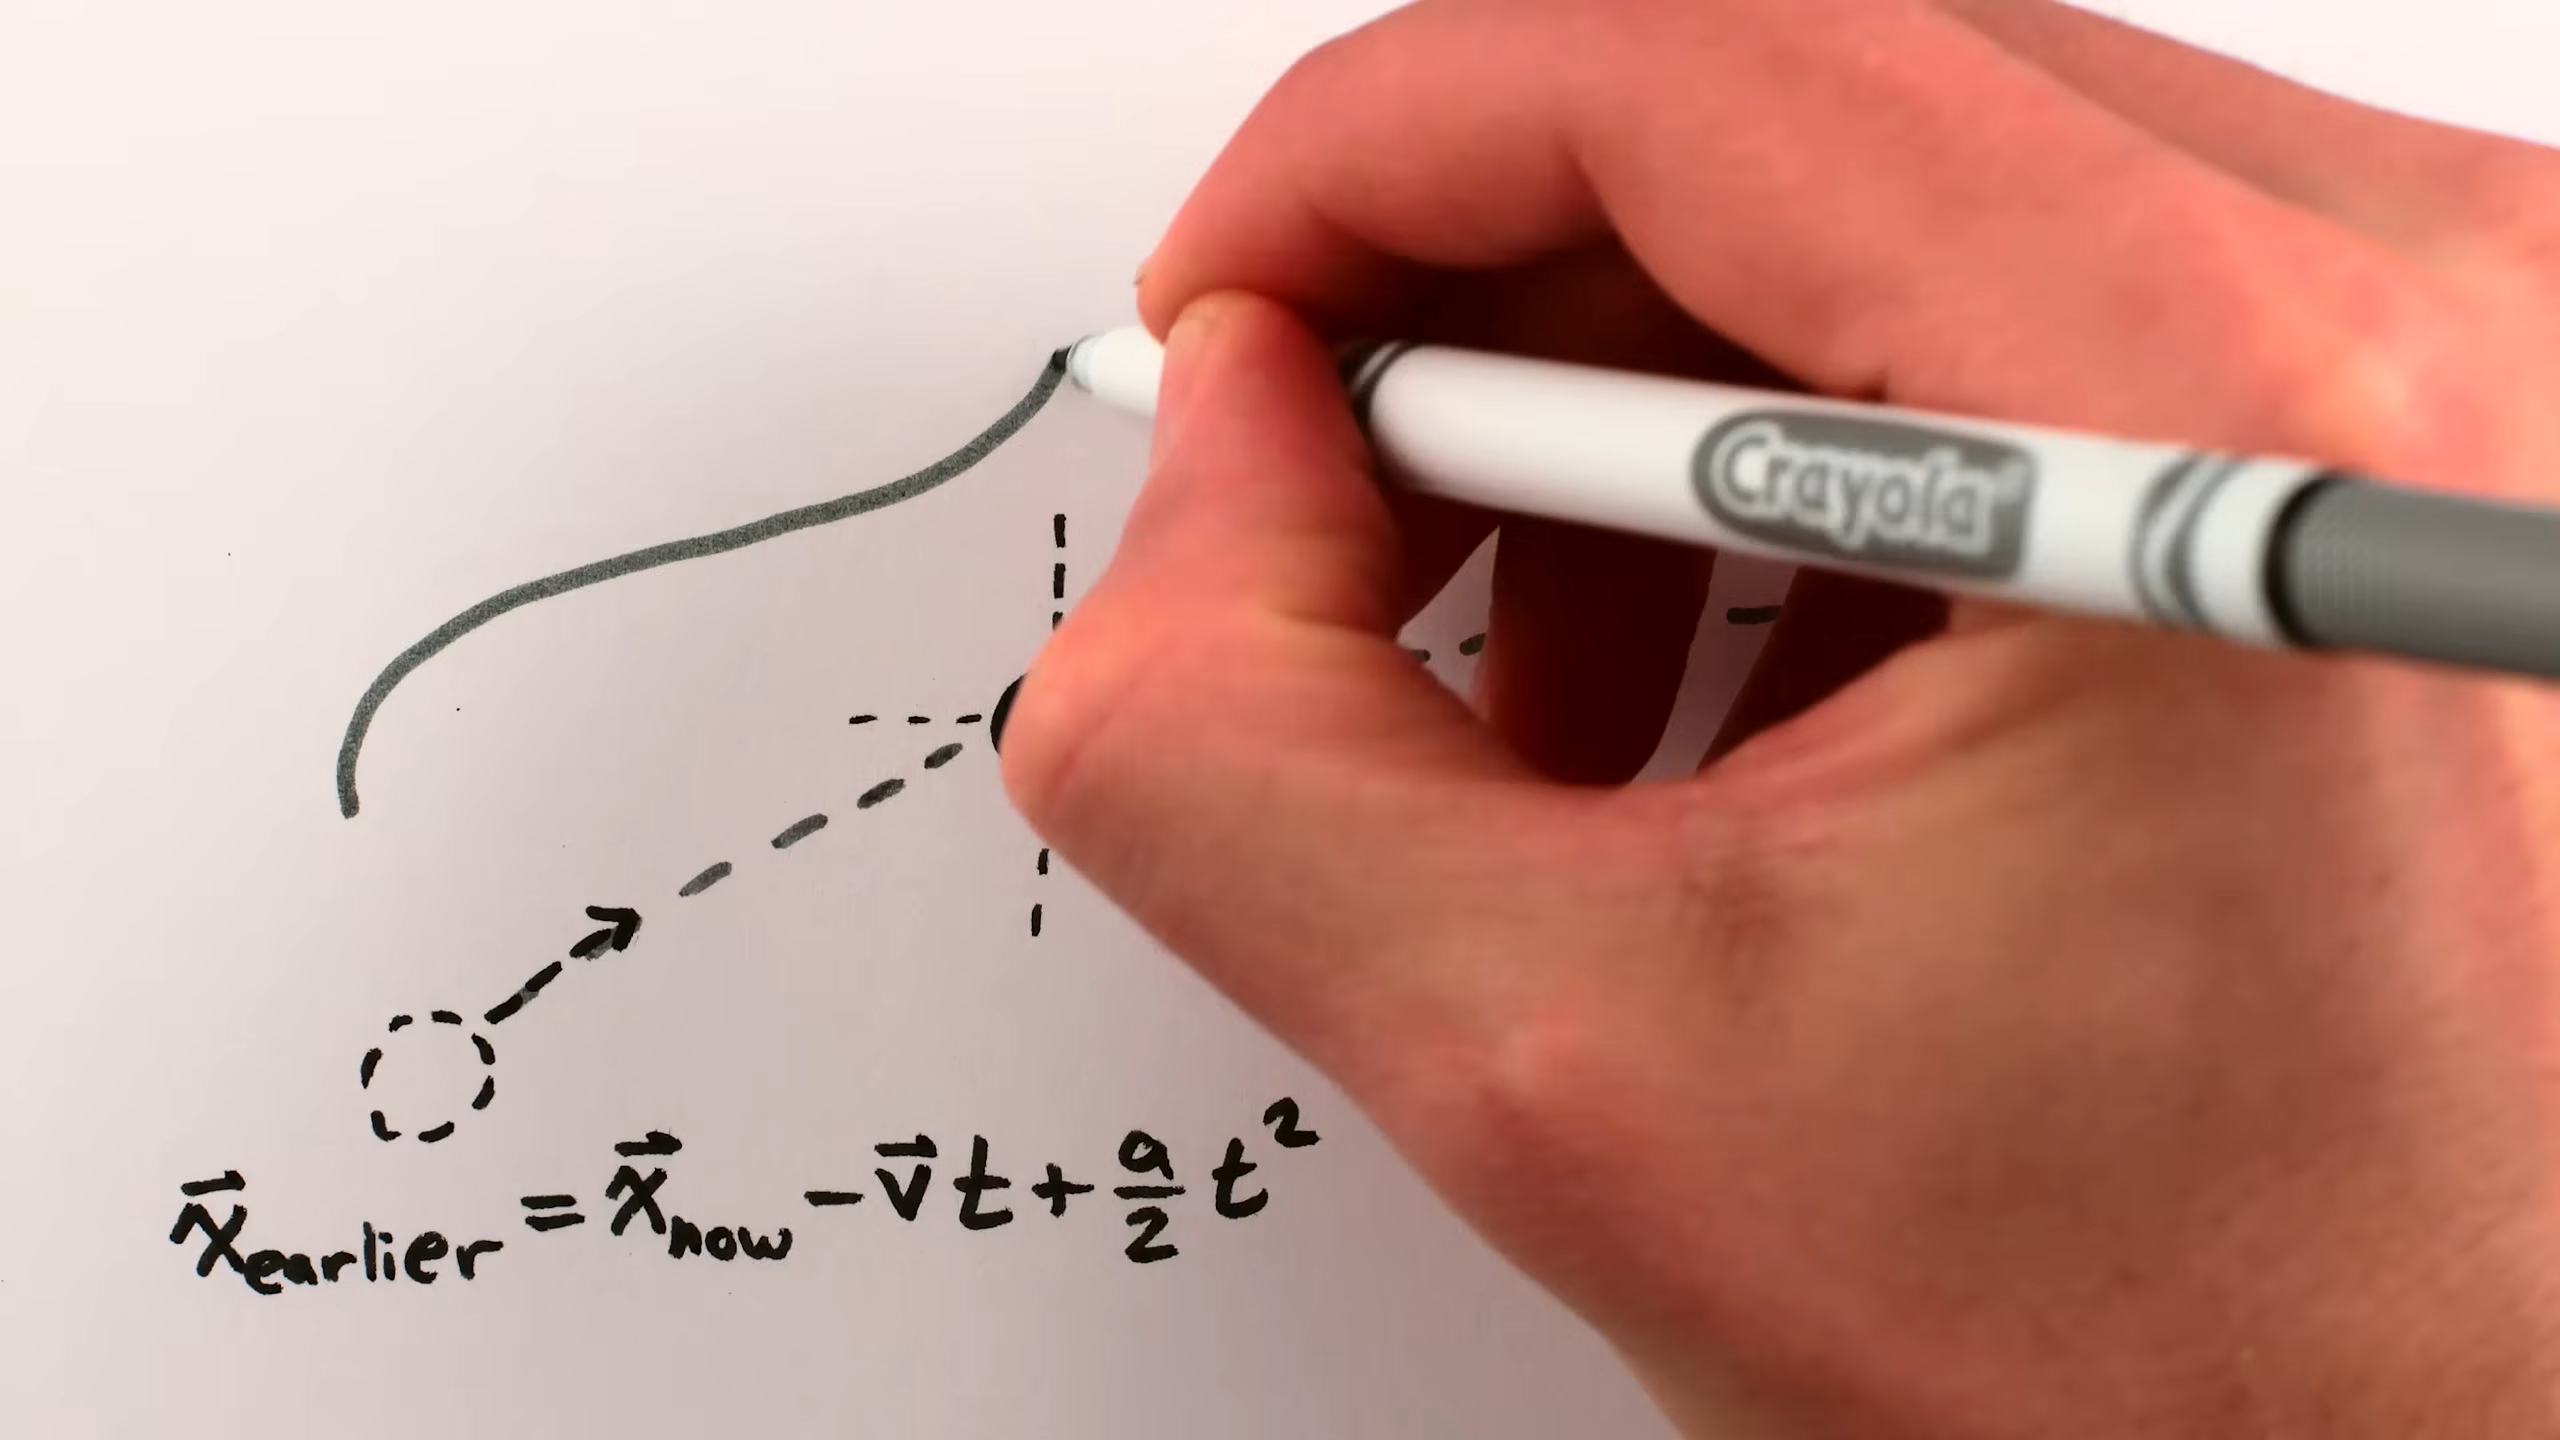 Crayola
x⃗earlier = x⃗now − v⃗t + a/2 t²